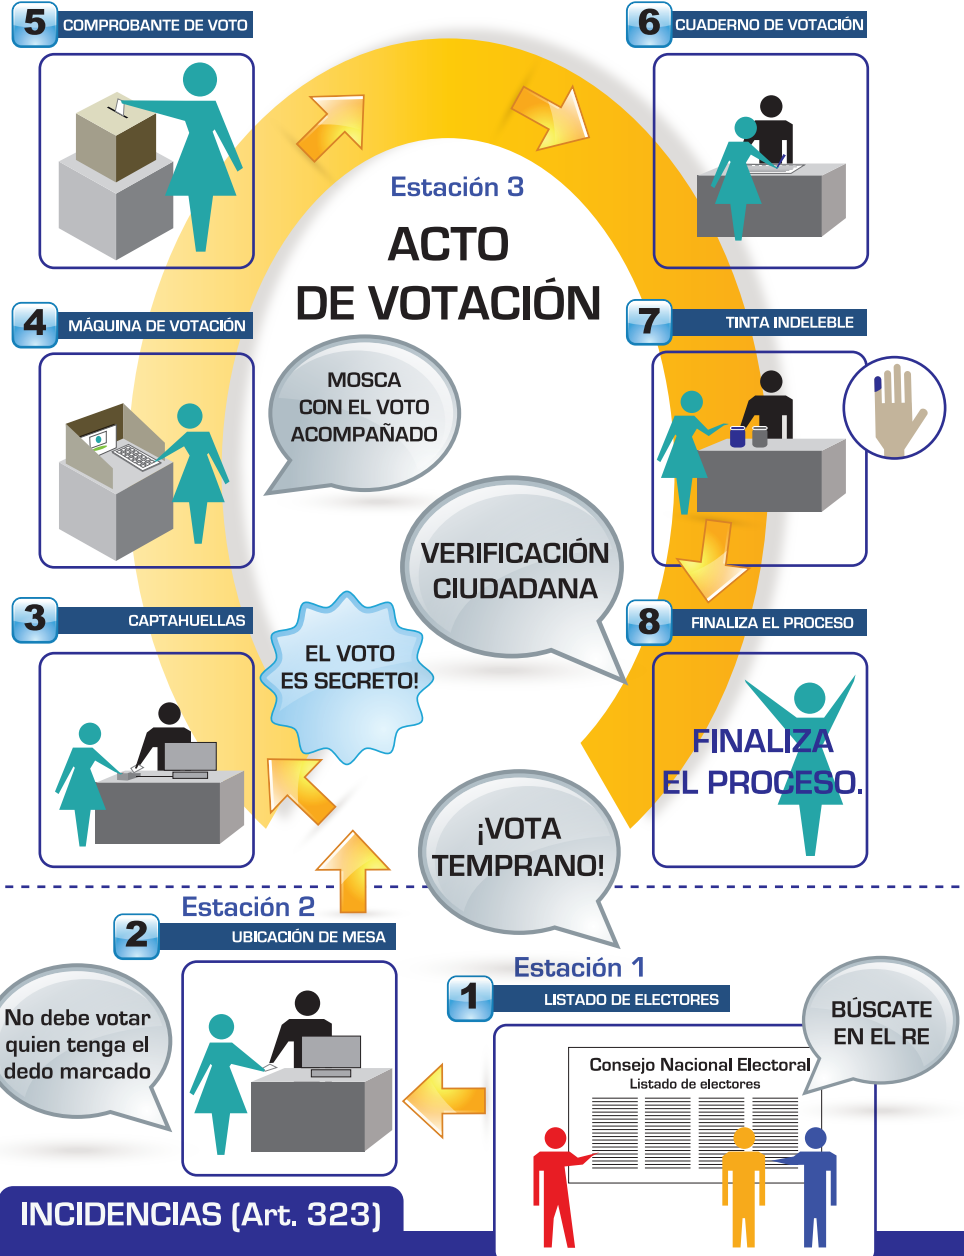 5
COMPROBANTE DE VOTO
6
CUADERNO DE VOTACIÓN
Estación 3
ACTO
DE VOTACIÓN
4
MÁQUINA DE VOTACIÓN
7
TINTA INDELEBLE
MOSCA
CON EL VOTO
ACOMPAÑADO
VERIFICACIÓN
CIUDADANA
3
CAPTAHUELLAS
8
FINALIZA EL PROCESO
EL VOTO
ES SECRETO!
FINALIZA
EL PROCESO.
¡VOTA
TEMPRANO!
Estación 2
2
UBICACIÓN DE MESA
Estación 1
1
LISTADO DE ELECTORES
No debe votar
quien tenga el
dedo marcado
BÚSCATE
EN EL RE
Consejo Nacional Electoral
Listado de electores
INCIDENCIAS (Art. 323)